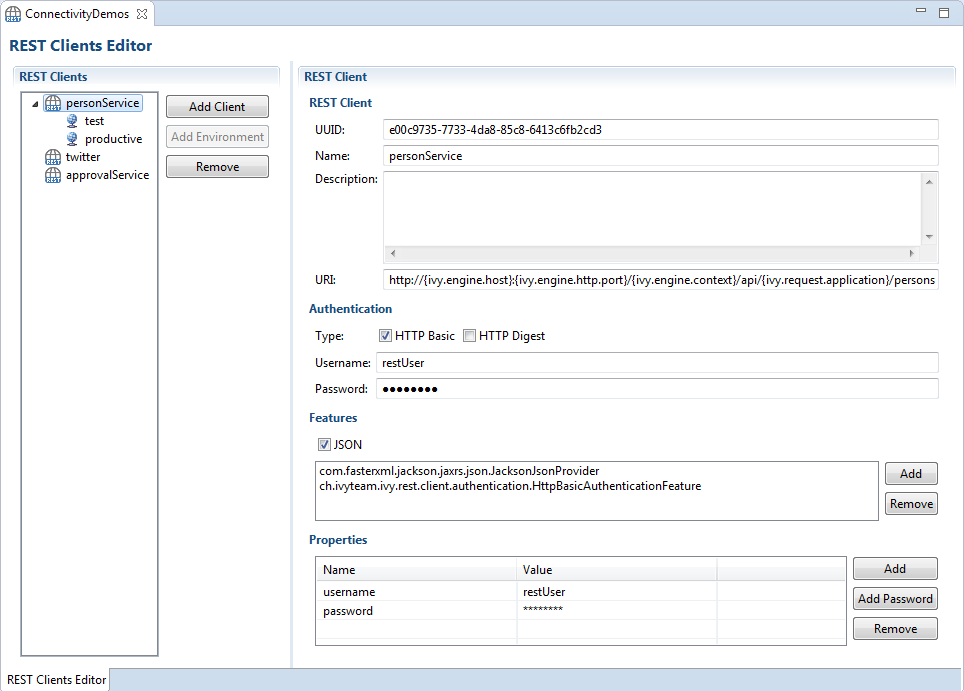 ConnectivityDemos
REST Clients Editor
REST Clients
personService
test
productive
twitter
approvalService
Add Client
Add Environment
Remove
REST Client
REST Client
UUID: e00c9735-7733-4da8-85c8-6413c6fb2cd3
Name: personService
Description:
URI: http://{ivy.engine.host}:{ivy.engine.http.port}/{ivy.engine.context}/api/{ivy.request.application}/persons
Authentication
Type: HTTP Basic HTTP Digest
Username: restUser
Password: ●●●●●●●●
Features
JSON
com.fasterxml.jackson.jaxrs.json.JacksonJsonProvider
ch.ivyteam.ivy.rest.client.authentication.HttpBasicAuthenticationFeature
Add
Remove
Properties
Name Value
username restUser
password ********
Add
Add Password
Remove
REST Clients Editor